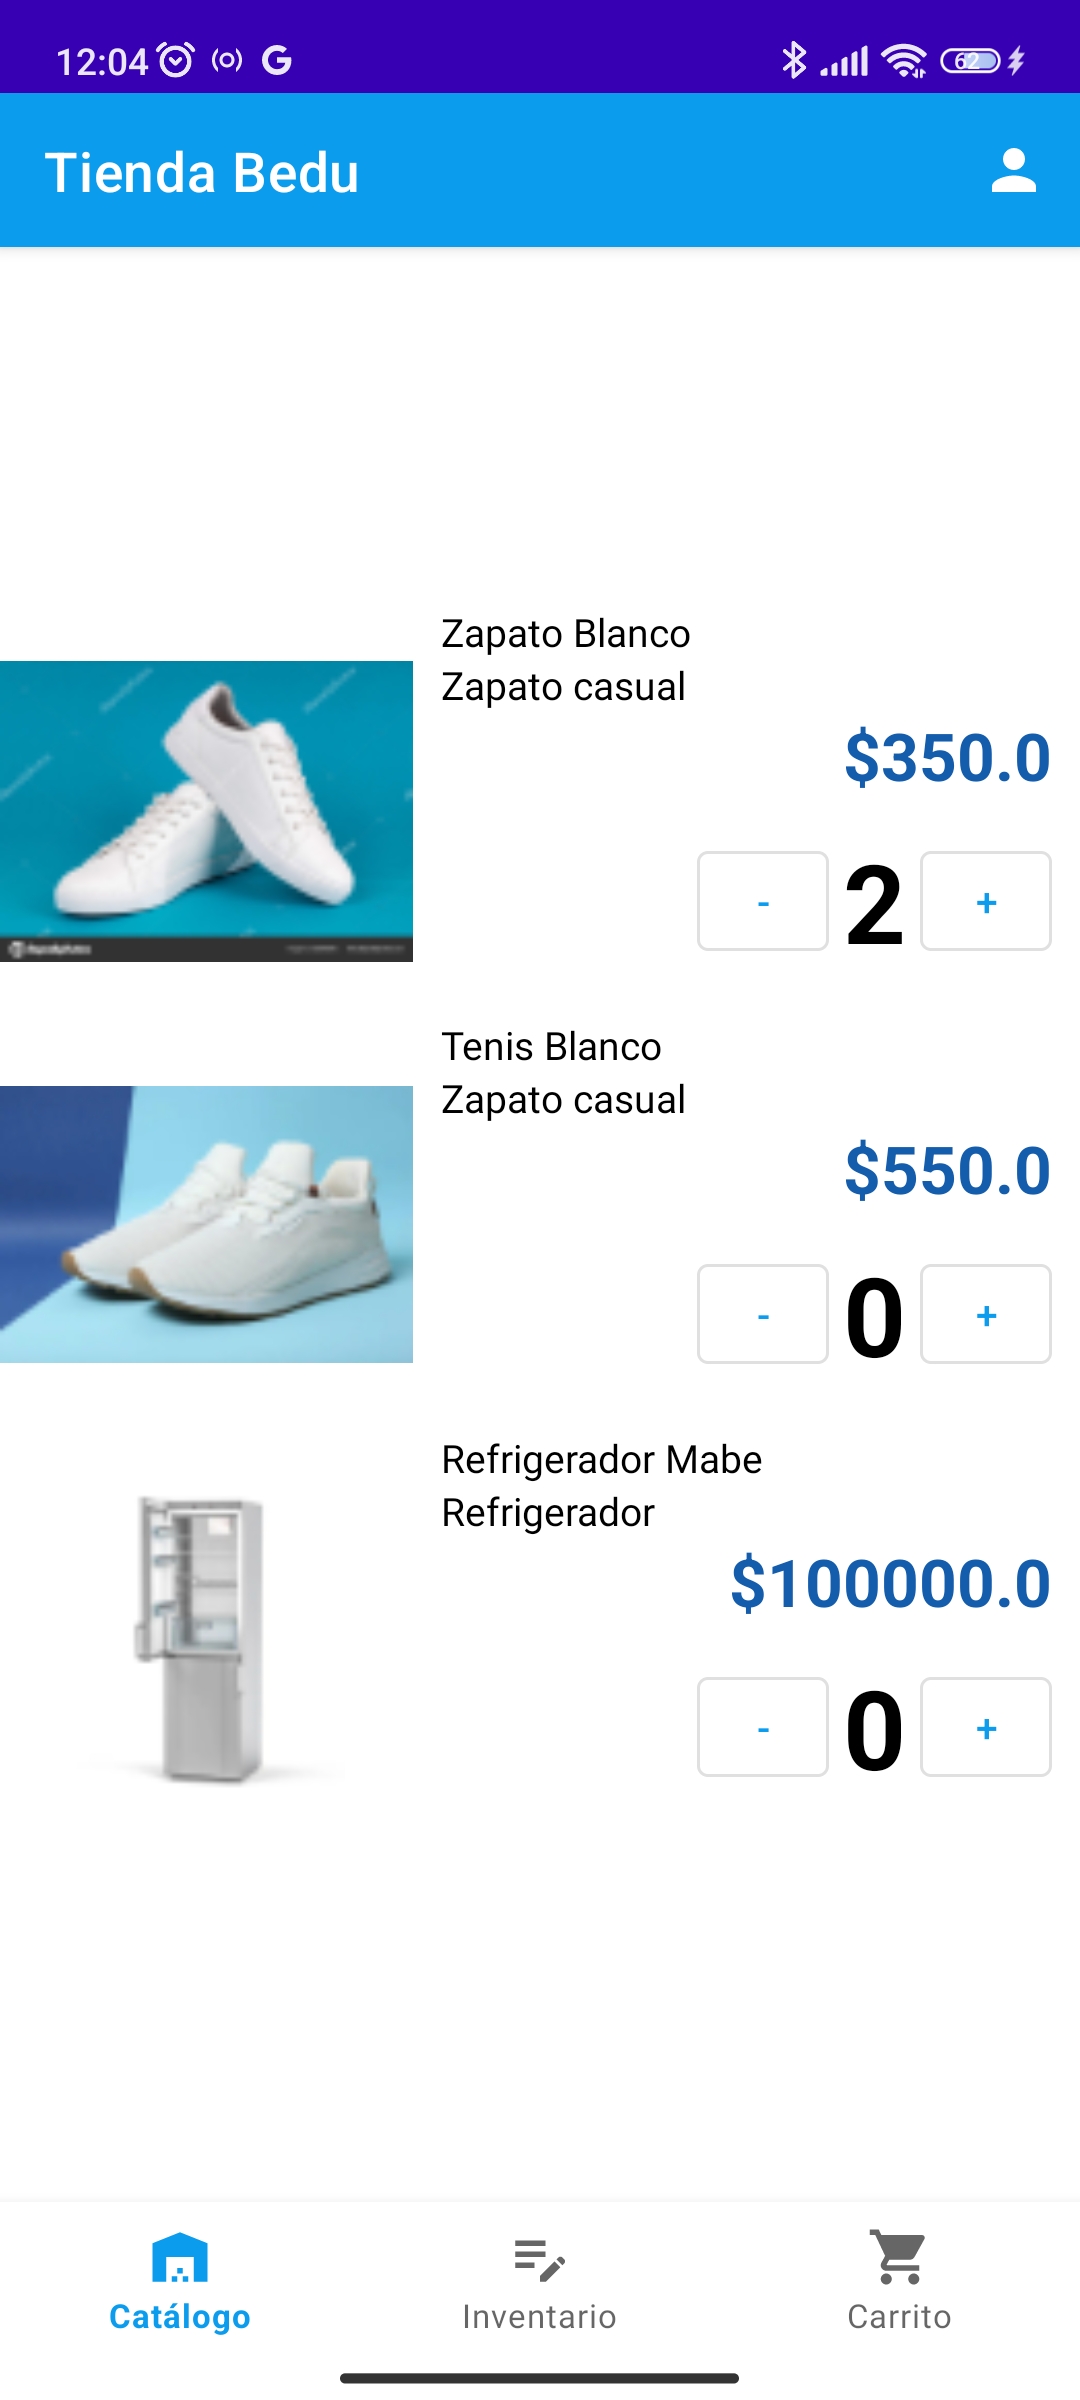 12:04 62
Tienda Bedu
Zapato Blanco
Zapato casual
$350.0
- 2 +
Tenis Blanco
Zapato casual
$550.0
- 0 +
Refrigerador Mabe
Refrigerador
$100000.0
- 0 +
Catálogo Inventario Carrito